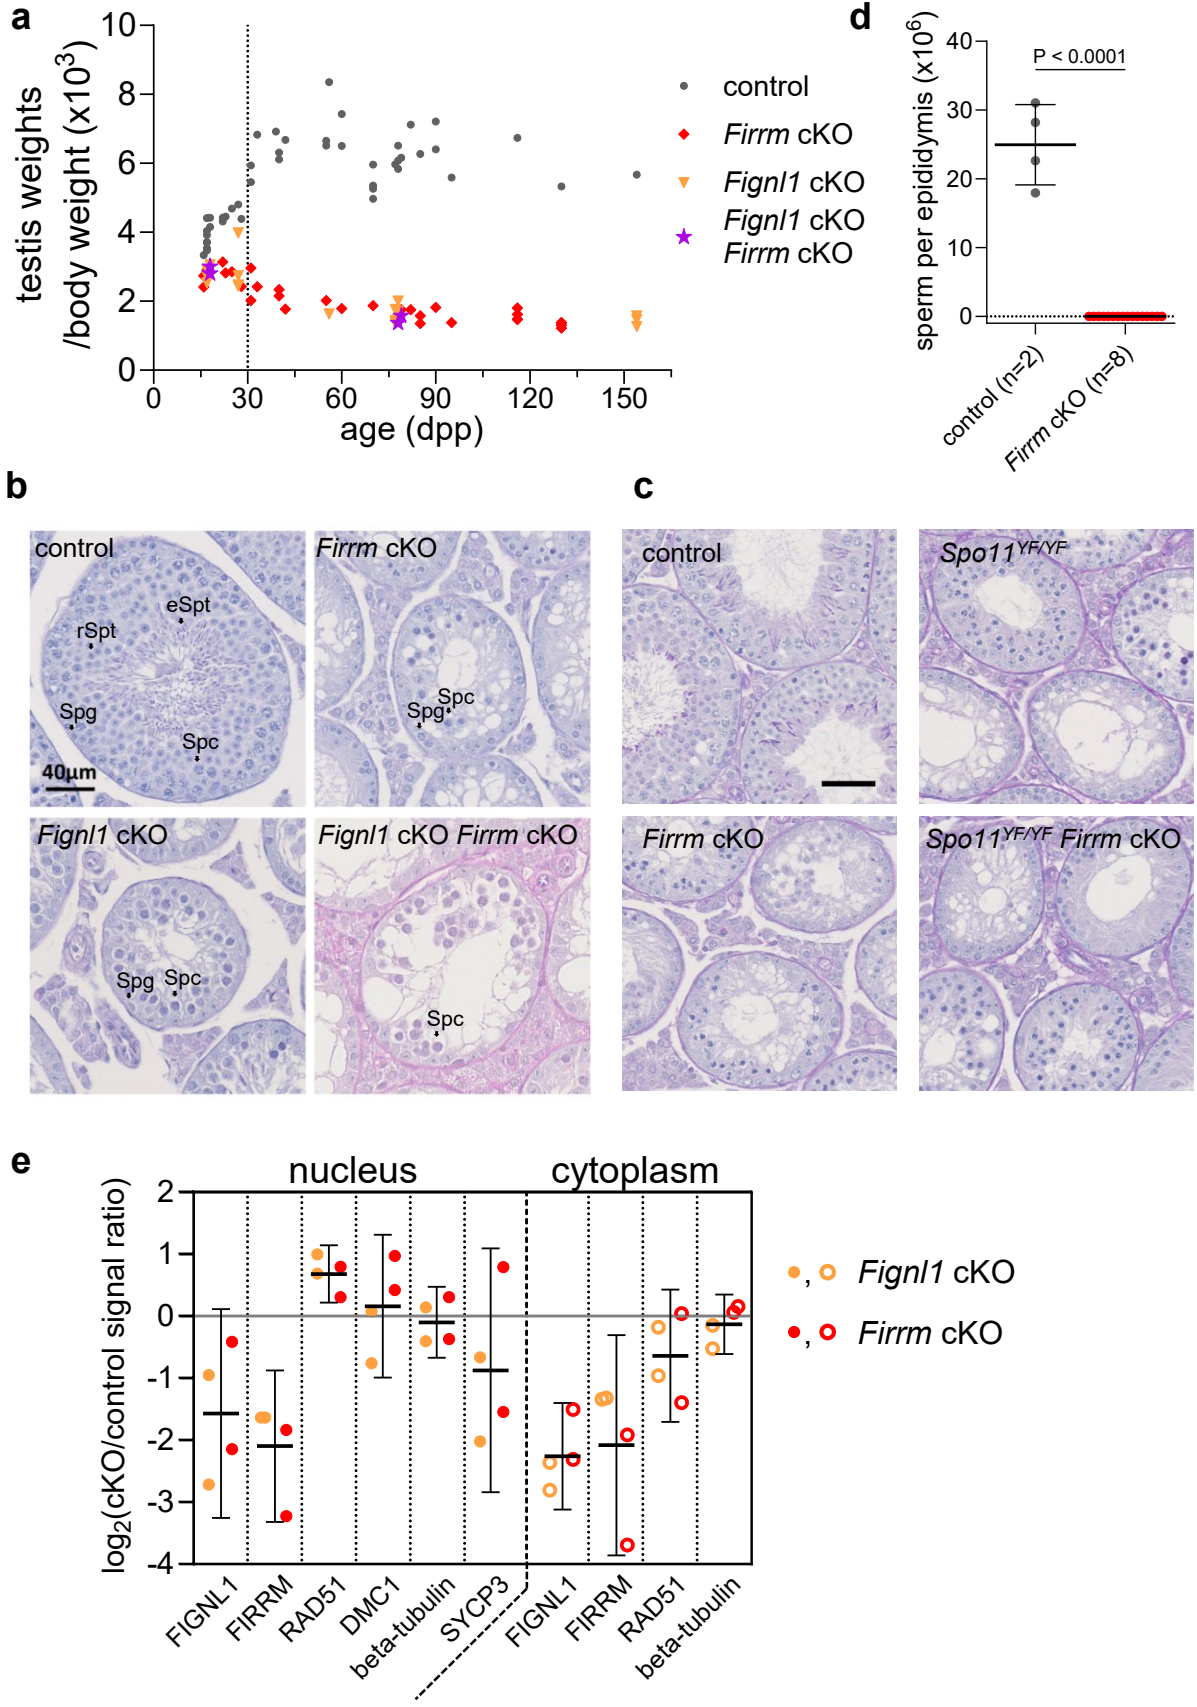 a
testis weights
/body weight (x10³)
10
8
6
4
2
0
0
30
60
90
120
150
age (dpp)
control
Firrm cKO
Fignl1 cKO
Fignl1 cKO
Firrm cKO
d
sperm per epididymis (x10⁶)
40
30
20
10
0
P < 0.0001
control (n=2)
Firrm cKO (n=8)
b
control
eSpt
rSpt
Spg
Spc
40µm
Firrm cKO
Spc
Spg
Fignl1 cKO
Spg
Spc
Fignl1 cKO Firrm cKO
Spc
c
control
Spo11YF/YF
Firrm cKO
Spo11YF/YF Firrm cKO
e
nucleus
cytoplasm
log₂(cKO/control signal ratio)
2
1
0
-1
-2
-3
-4
FIGNL1
FIRRM
RAD51
DMC1
beta-tubulin
SYCP3
FIGNL1
FIRRM
RAD51
beta-tubulin
, Fignl1 cKO
, Firrm cKO